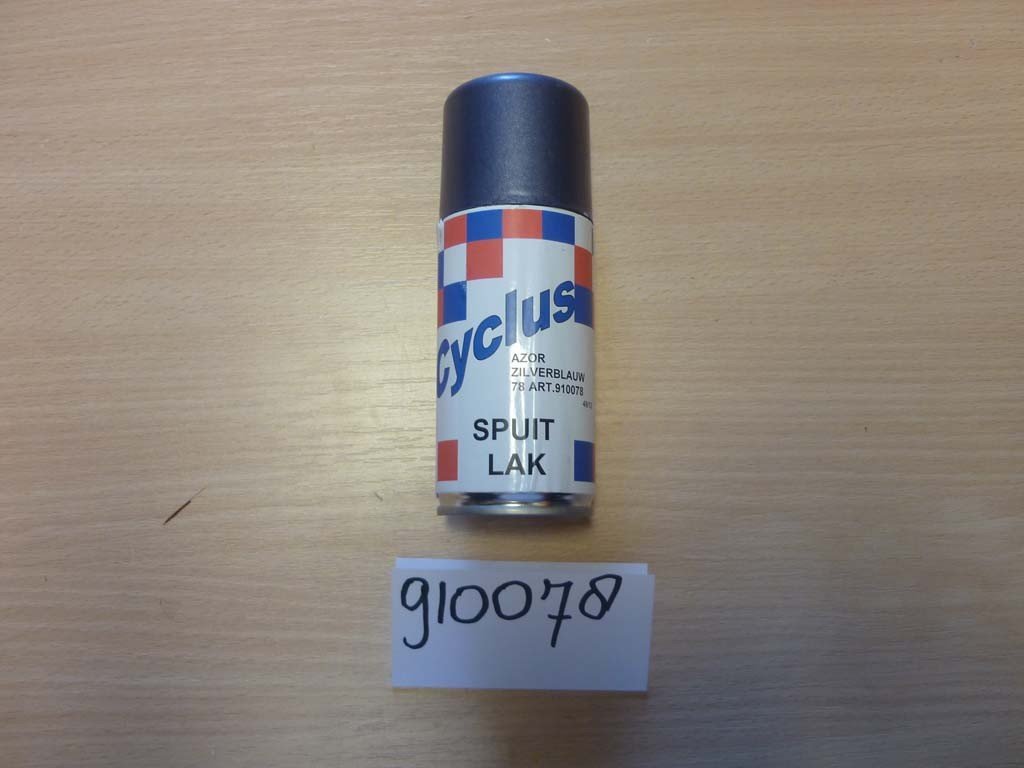 cyclus
AZOR
ZILVERBLAUW
78 ART.910078
SPUIT
LAK
910078